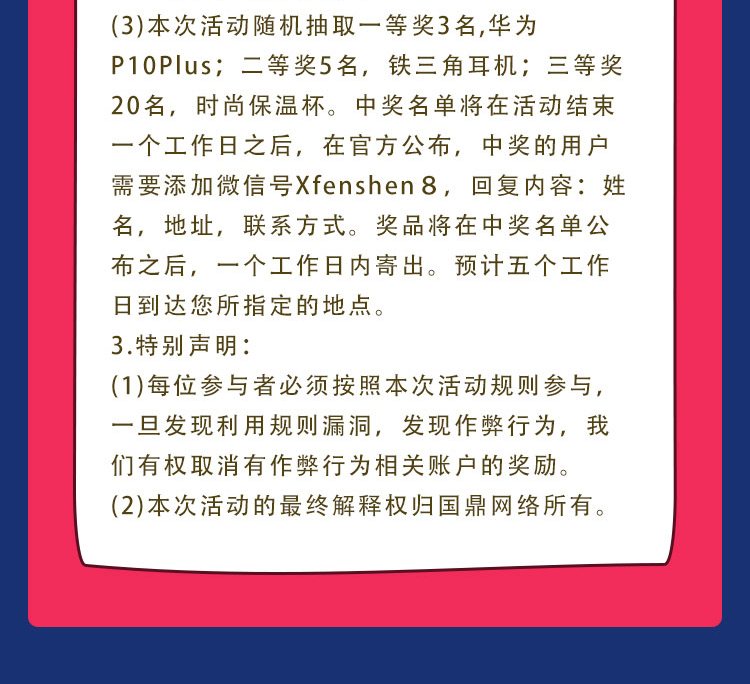 (3)本次活动随机抽取一等奖3名,华为
P10Plus；二等奖5名，铁三角耳机；三等奖
20名，时尚保温杯。中奖名单将在活动结束
一个工作日之后，在官方公布，中奖的用户
需要添加微信号Xfenshen８，回复内容：姓
名，地址，联系方式。奖品将在中奖名单公
布之后，一个工作日内寄出。预计五个工作
日到达您所指定的地点。
3.特别声明：
(1)每位参与者必须按照本次活动规则参与，
一旦发现利用规则漏洞，发现作弊行为，我
们有权取消有作弊行为相关账户的奖励。
(2)本次活动的最终解释权归国鼎网络所有。